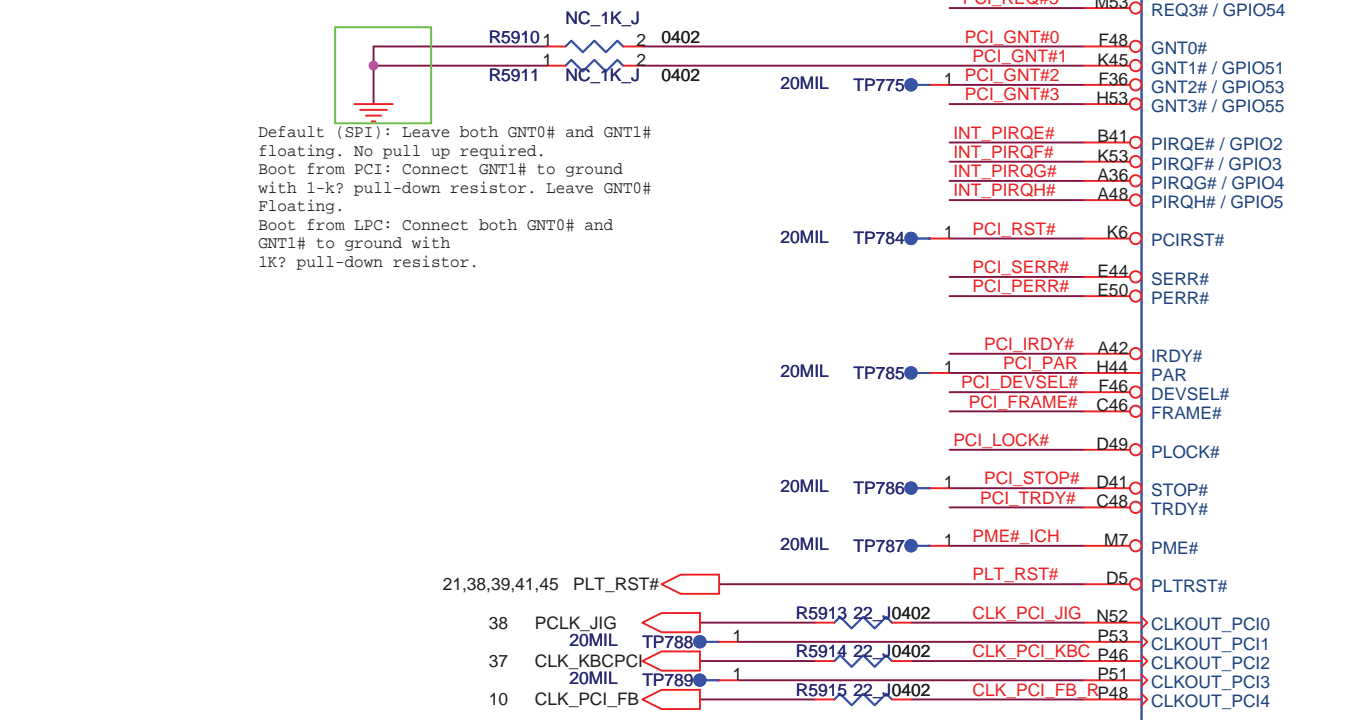 PCI_REQ#3 M53 REQ3# / GPIO54
NC_1K_J
R5910 1 2 0402 PCI_GNT#0 F48 GNT0#
R5911 1 NC_1K_J 2 0402 PCI_GNT#1 K45 GNT1# / GPIO51
20MIL TP775 1 PCI_GNT#2 F36 GNT2# / GPIO53
PCI_GNT#3 H53 GNT3# / GPIO55
Default (SPI): Leave both GNT0# and GNT1#
floating. No pull up required.
Boot from PCI: Connect GNT1# to ground
with 1-k? pull-down resistor. Leave GNT0#
Floating.
Boot from LPC: Connect both GNT0# and
GNT1# to ground with
1K? pull-down resistor.
INT_PIRQE# B41 PIRQE# / GPIO2
INT_PIRQF# K53 PIRQF# / GPIO3
INT_PIRQG# A36 PIRQG# / GPIO4
INT_PIRQH# A48 PIRQH# / GPIO5
20MIL TP784 1 PCI_RST# K6 PCIRST#
PCI_SERR# E44 SERR#
PCI_PERR# E50 PERR#
PCI_IRDY# A42 IRDY#
20MIL TP785 1 PCI_PAR H44 PAR
PCI_DEVSEL# F46 DEVSEL#
PCI_FRAME# C46 FRAME#
PCI_LOCK# D49 PLOCK#
20MIL TP786 1 PCI_STOP# D41 STOP#
PCI_TRDY# C48 TRDY#
20MIL TP787 1 PME#_ICH M7 PME#
21,38,39,41,45 PLT_RST# PLT_RST# D5 PLTRST#
38 PCLK_JIG R5913 22_J 0402 CLK_PCI_JIG N52 CLKOUT_PCI0
20MIL TP788 1 P53 CLKOUT_PCI1
37 CLK_KBCPCI R5914 22_J 0402 CLK_PCI_KBC P46 CLKOUT_PCI2
20MIL TP789 1 P51 CLKOUT_PCI3
10 CLK_PCI_FB R5915 22_J 0402 CLK_PCI_FB_R P48 CLKOUT_PCI4